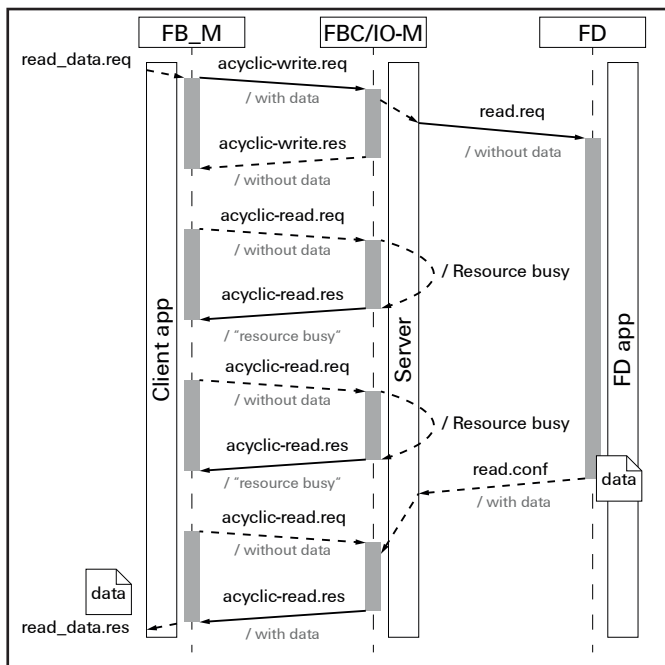 FB_M
FBC/IO-M
FD
read_data.req
acyclic-write.req
/ with data
read.req
/ without data
acyclic-write.res
/ without data
acyclic-read.req
/ without data
/ Resource busy
acyclic-read.res
/ “resource busy“
acyclic-read.req
/ without data
/ Resource busy
acyclic-read.res
/ “resource busy“
read.conf
/ with data
data
acyclic-read.req
/ without data
data
acyclic-read.res
/ with data
read_data.res
Client app
Server
FD app